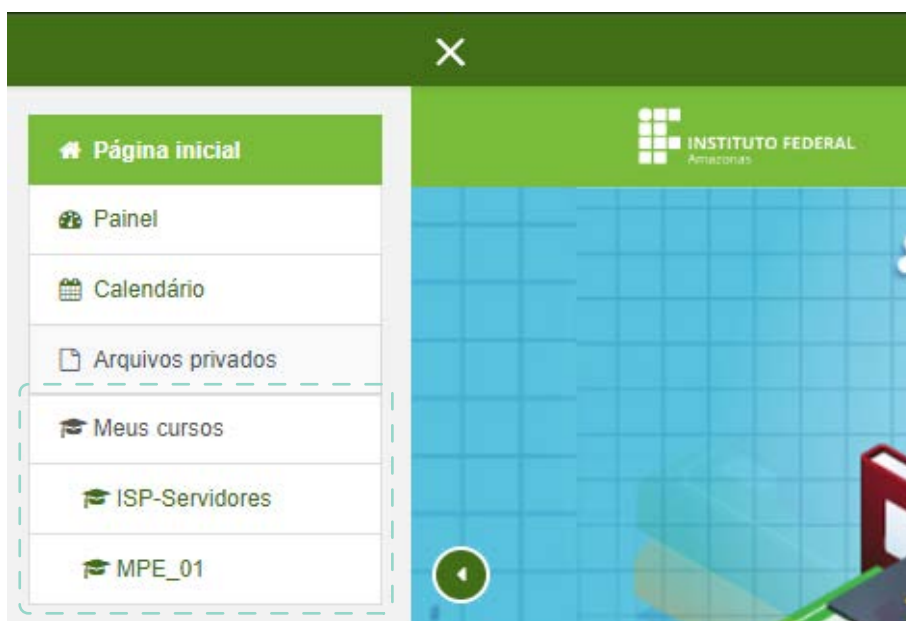 Página inicial
INSTITUTO FEDERAL
Amazonas
Painel
Calendário
Arquivos privados
Meus cursos
ISP-Servidores
MPE_01